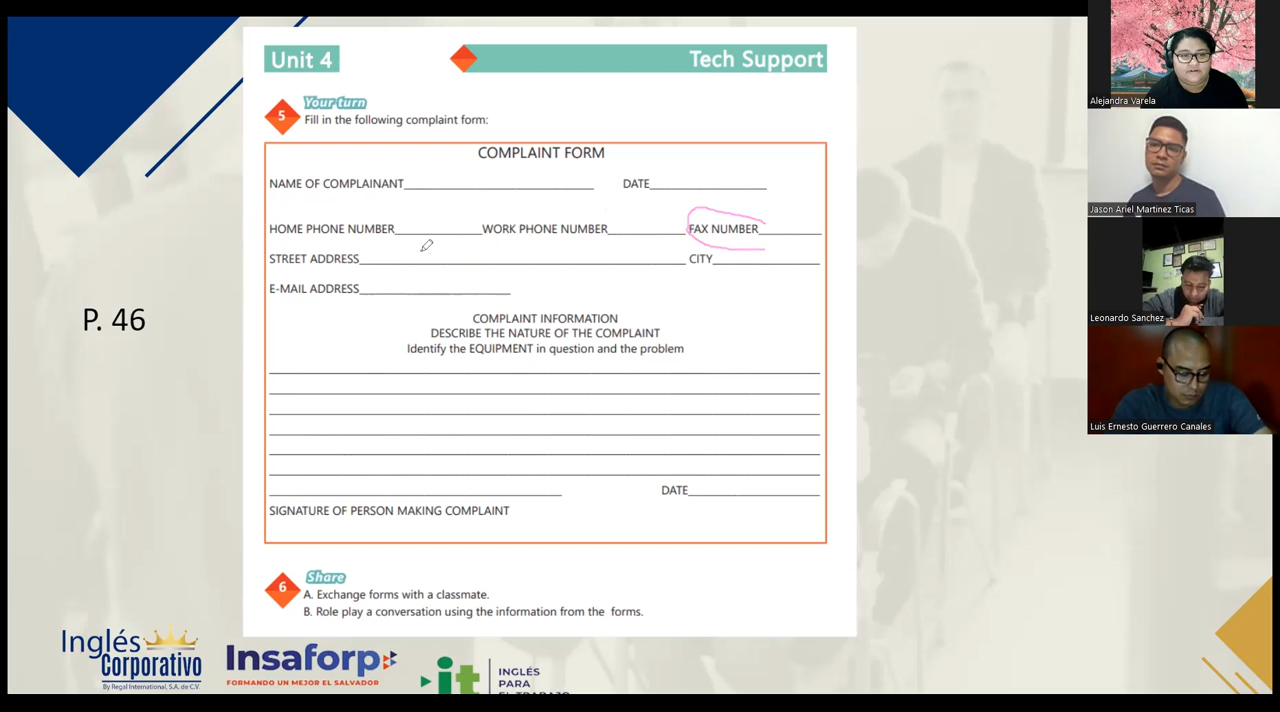 Unit 4
Tech Support
5
Your turn
Fill in the following complaint form:
COMPLAINT FORM
NAME OF COMPLAINANT DATE
HOME PHONE NUMBER WORK PHONE NUMBER FAX NUMBER
STREET ADDRESS CITY
E-MAIL ADDRESS
COMPLAINT INFORMATION
DESCRIBE THE NATURE OF THE COMPLAINT
Identify the EQUIPMENT in question and the problem
DATE
SIGNATURE OF PERSON MAKING COMPLAINT
6
Share
A. Exchange forms with a classmate.
B. Role play a conversation using the information from the forms.
P. 46
Inglés
Corporativo
By Regal International, S.A. de C.V.
Insaforp
FORMANDO UN MEJOR EL SALVADOR
it
INGLÉS
PARA
EL TRABAJO
Alejandra Varela
Jason Ariel Martinez Ticas
Leonardo Sanchez
Luis Ernesto Guerrero Canales